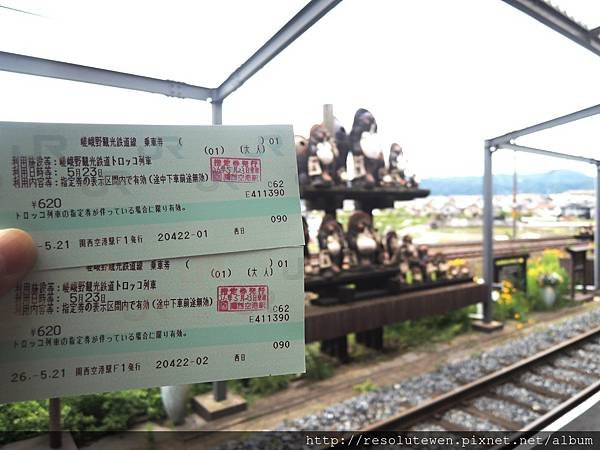 嵯峨野観光鉄道線 乗車券 ( ) 01
(01) (大 人)
利用施設等:嵯峨野観光鉄道トロッコ列車
利用日時等: 5月23日
利用内容等:指定券の表示区間内で有効(途中下車前途無効)
指定券発行
C62
¥620
E411390
トロッコ列車の指定券が伴っている場合に限り有効。
-5.21 関西空港駅F1発行 20422-01 西日 090
嵯峨野観光鉄道線 乗車券 ( ) 01
(01) (大 人)
利用施設等:嵯峨野観光鉄道トロッコ列車
利用日時等: 5月23日
利用内容等:指定券の表示区間内で有効(途中下車前途無効)
指定券発行
C62
¥620
E411390
トロッコ列車の指定券が伴っている場合に限り有効。
26.-5.21 関西空港駅F1発行 20422-02 西日 090
http://resolutewen.pixnet.net/album